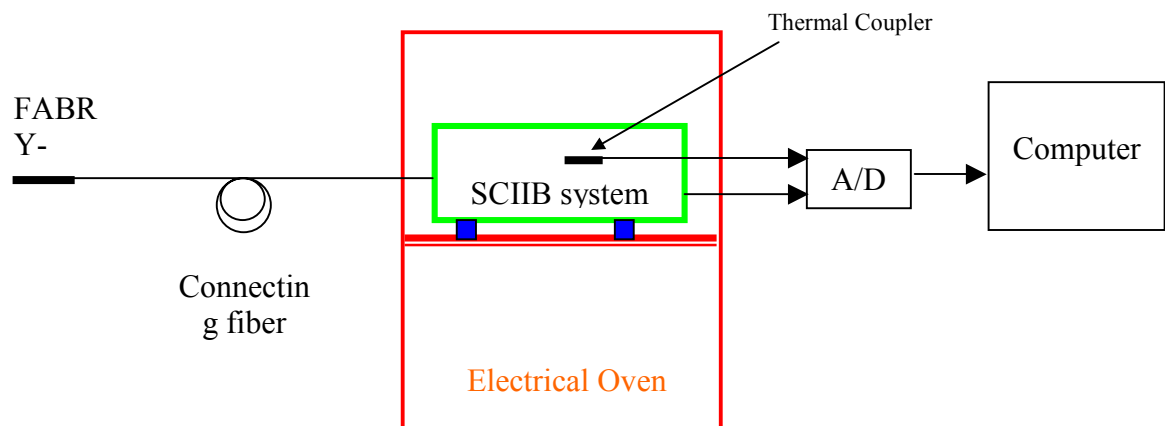 Thermal Coupler
FABR
Y-
SCIIB system
A/D
Computer
Connectin
g fiber
Electrical Oven